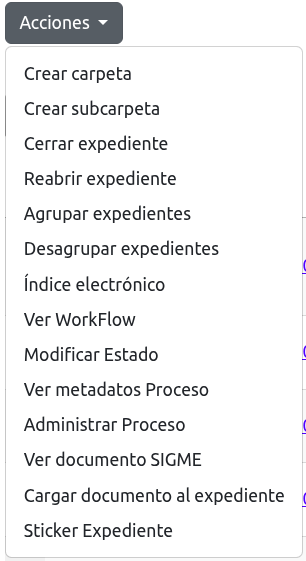 Acciones
Crear carpeta
Crear subcarpeta
Cerrar expediente
Reabrir expediente
Agrupar expedientes
Desagrupar expedientes
Índice electrónico
Ver WorkFlow
Modificar Estado
Ver metadatos Proceso
Administrar Proceso
Ver documento SIGME
Cargar documento al expediente
Sticker Expediente